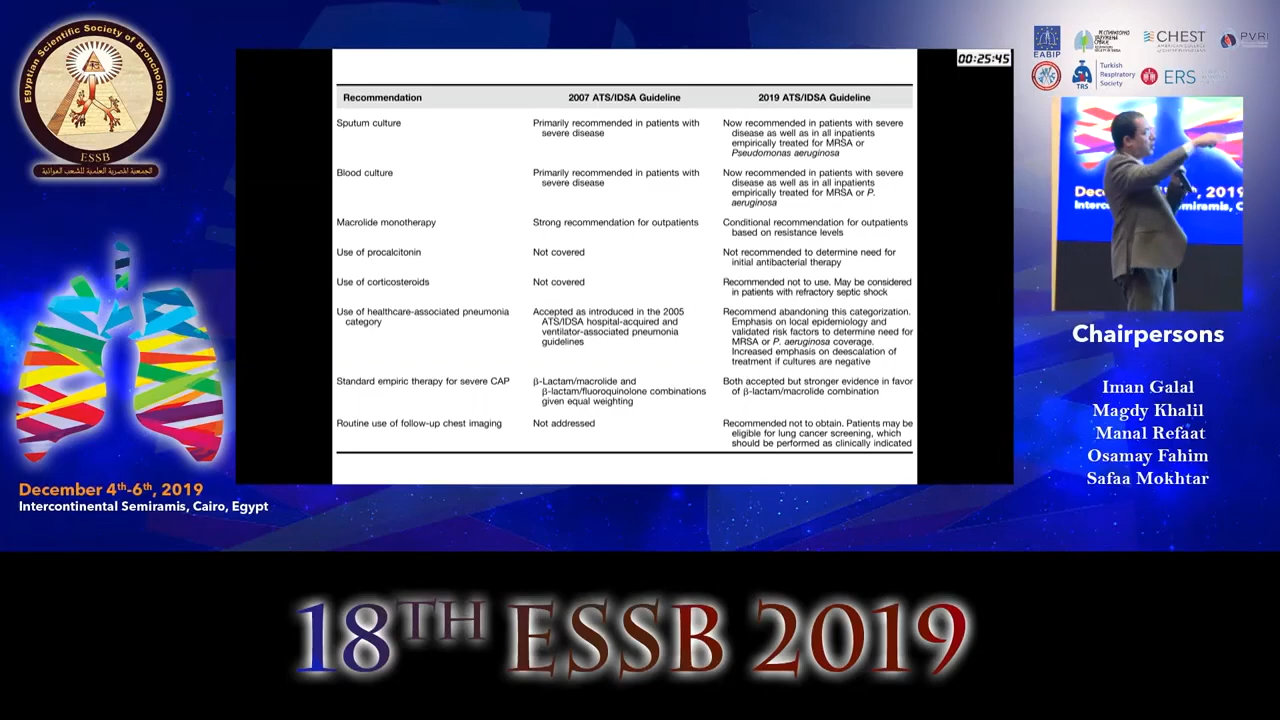 Egyptian Scientific Society of Bronchology
ESSB
الجمعية المصرية العلمية للشعب الهوائية
December 4th-6th, 2019
Intercontinental Semiramis, Cairo, Egypt
00:25:45
Recommendation 2007 ATS/IDSA Guideline 2019 ATS/IDSA Guideline
Sputum culture
Primarily recommended in patients with
severe disease
Now recommended in patients with severe
disease as well as in all inpatients
empirically treated for MRSA or
Pseudomonas aeruginosa
Blood culture
Primarily recommended in patients with
severe disease
Now recommended in patients with severe
disease as well as in all inpatients
empirically treated for MRSA or P.
aeruginosa
Macrolide monotherapy
Strong recommendation for outpatients
Conditional recommendation for outpatients
based on resistance levels
Use of procalcitonin
Not covered
Not recommended to determine need for
initial antibacterial therapy
Use of corticosteroids
Not covered
Recommended not to use. May be considered
in patients with refractory septic shock
Use of healthcare-associated pneumonia
category
Accepted as introduced in the 2005
ATS/IDSA hospital-acquired and
ventilator-associated pneumonia
guidelines
Recommend abandoning this categorization.
Emphasis on local epidemiology and
validated risk factors to determine need for
MRSA or P. aeruginosa coverage.
Increased emphasis on deescalation of
treatment if cultures are negative
Standard empiric therapy for severe CAP
β-Lactam/macrolide and
β-lactam/fluoroquinolone combinations
given equal weighting
Both accepted but stronger evidence in favor
of β-lactam/macrolide combination
Routine use of follow-up chest imaging
Not addressed
Recommended not to obtain. Patients may be
eligible for lung cancer screening, which
should be performed as clinically indicated
EABIP
CHEST
PVRI
TRS
Turkish
Respiratory
Society
ERS
2019
Chairpersons
Iman Galal
Magdy Khalil
Manal Refaat
Osamay Fahim
Safaa Mokhtar
18TH ESSB 2019